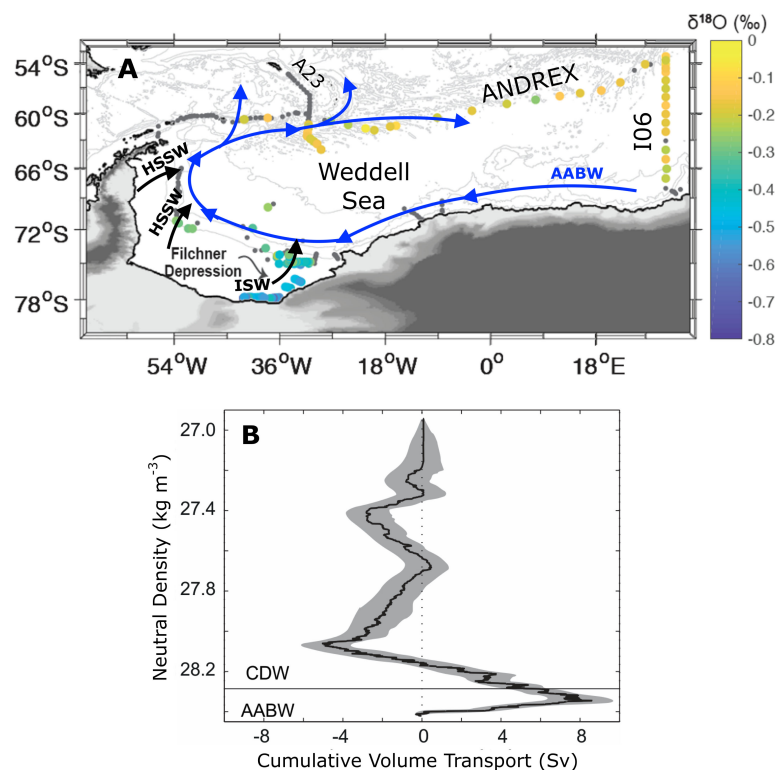 δ¹⁸O (‰)
A
54°S
60°S
66°S
72°S
78°S
A23
ANDREX
I06
HSSW
HSSW
Weddell
Sea
AABW
Filchner
Depression
ISW
54°W
36°W
18°W
0°
18°E
0
-0.1
-0.2
-0.3
-0.4
-0.5
-0.6
-0.7
-0.8
B
Neutral Density (kg m⁻³)
27.0
27.4
27.8
28.2
CDW
AABW
-8
-4
0
4
8
Cumulative Volume Transport (Sv)